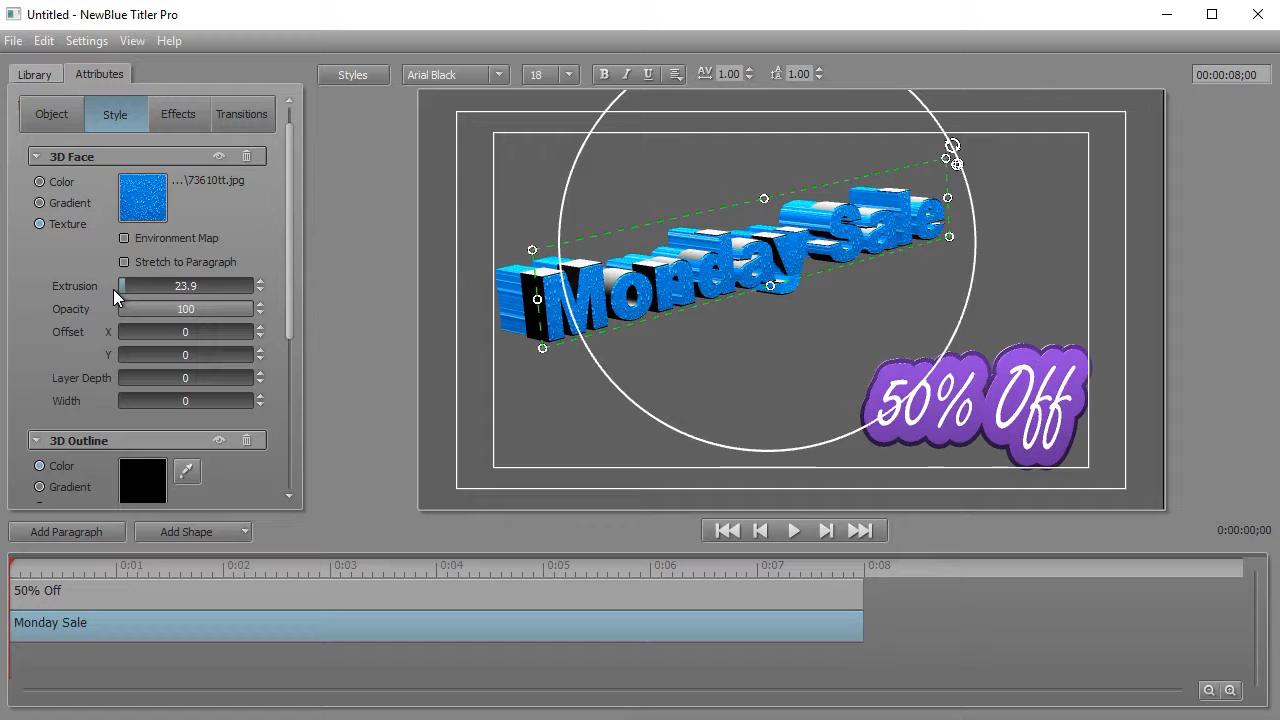 Untitled - NewBlue Titler Pro
File Edit Settings View Help
Library Attributes
Styles Arial Black 18 B I U AV 1.00 1.00 00:00:08;00
Object Style Effects Transitions
3D Face
Color ...\73610tt.jpg
Gradient
Texture
Environment Map
Stretch to Paragraph
Extrusion 23.9
Opacity 100
Offset X 0
Y 0
Layer Depth 0
Width 0
3D Outline
Color
Gradient
Monday Sale
50% Off
Add Paragraph Add Shape 0:00:00;00
0:01 0:02 0:03 0:04 0:05 0:06 0:07 0:08
50% Off
Monday Sale